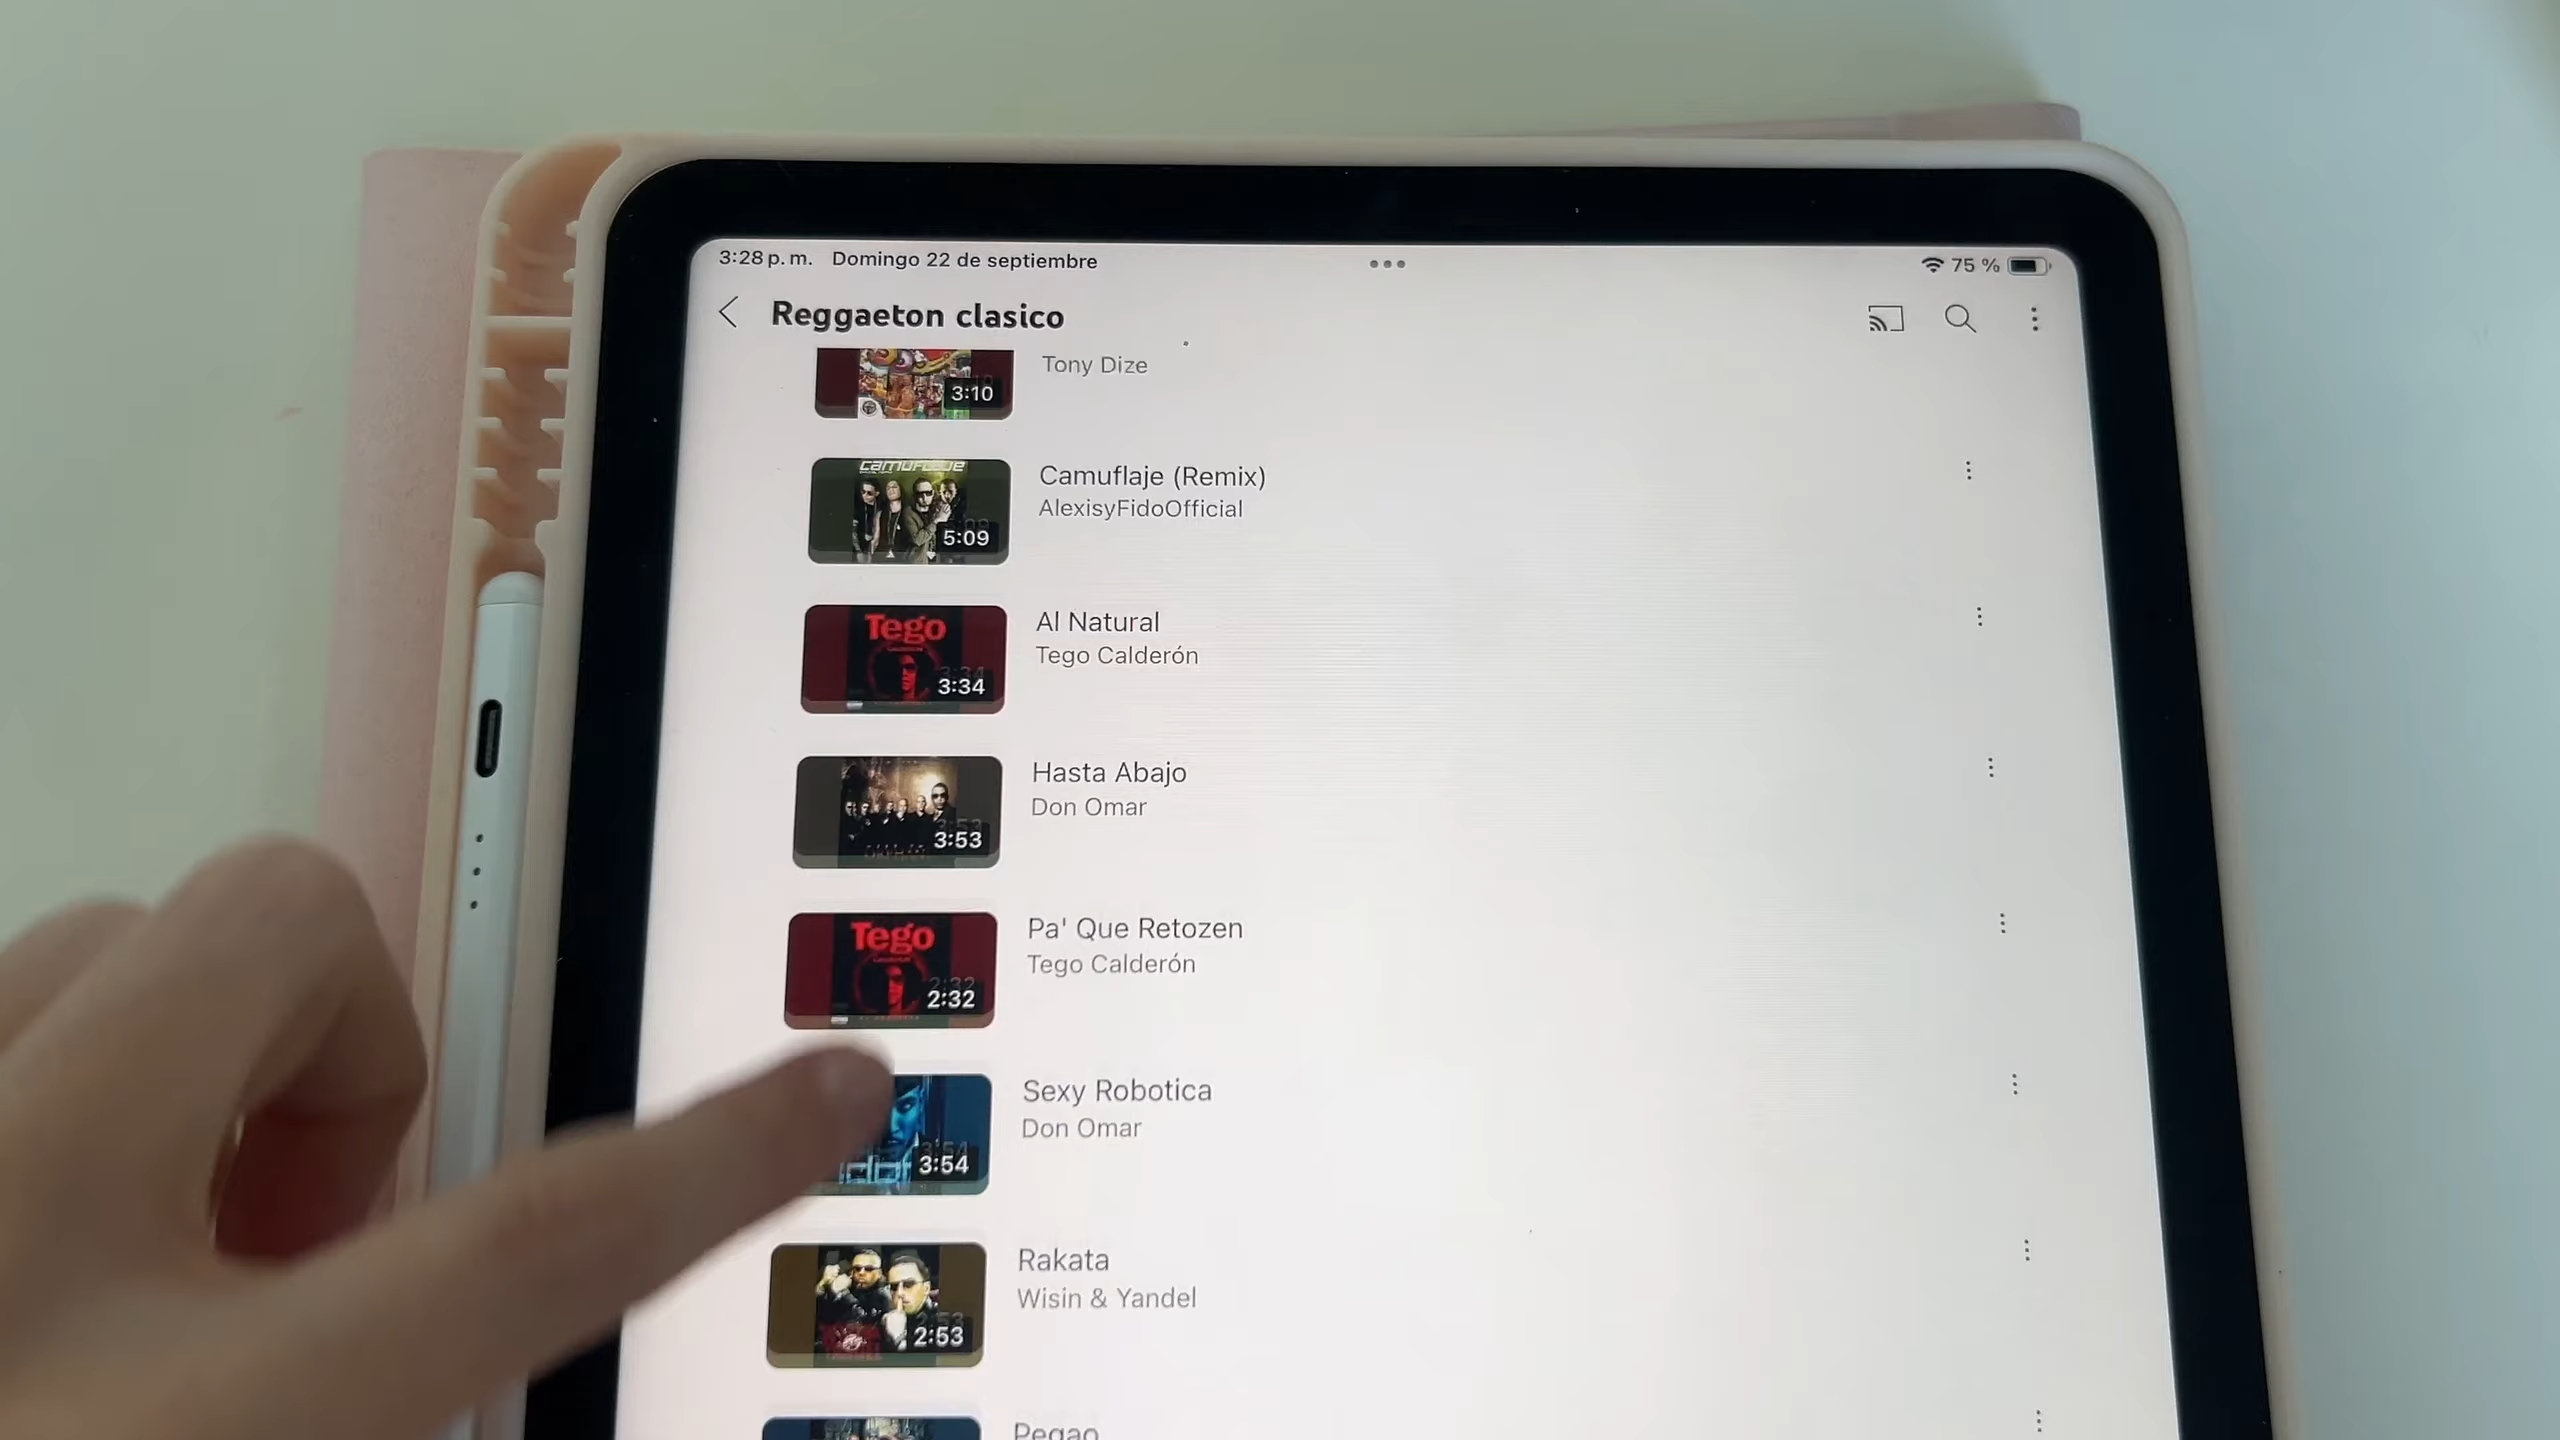 3:28 p. m. Domingo 22 de septiembre
75 %
Reggaeton clasico
Tony Dize
3:10
CAMUFLAJE
Camuflaje (Remix)
AlexisyFidoOfficial
5:09
Tego
Al Natural
Tego Calderón
3:34
Hasta Abajo
Don Omar
3:53
Tego
Pa' Que Retozen
Tego Calderón
2:32
Sexy Robotica
Don Omar
3:54
Rakata
Wisin & Yandel
2:53
Pegao